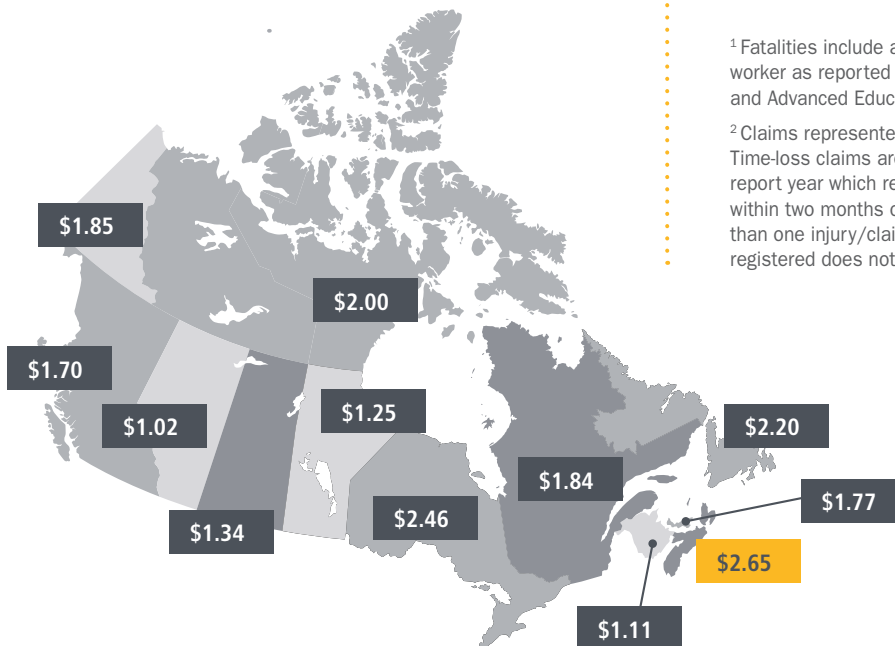 ¹ Fatalities include a
worker as reported
and Advanced Educ
² Claims represente
Time-loss claims are
report year which re
within two months o
than one injury/clai
registered does not
$1.85
$2.00
$1.70
$1.02
$1.25
$2.20
$1.84
$1.77
$1.34
$2.46
$2.65
$1.11